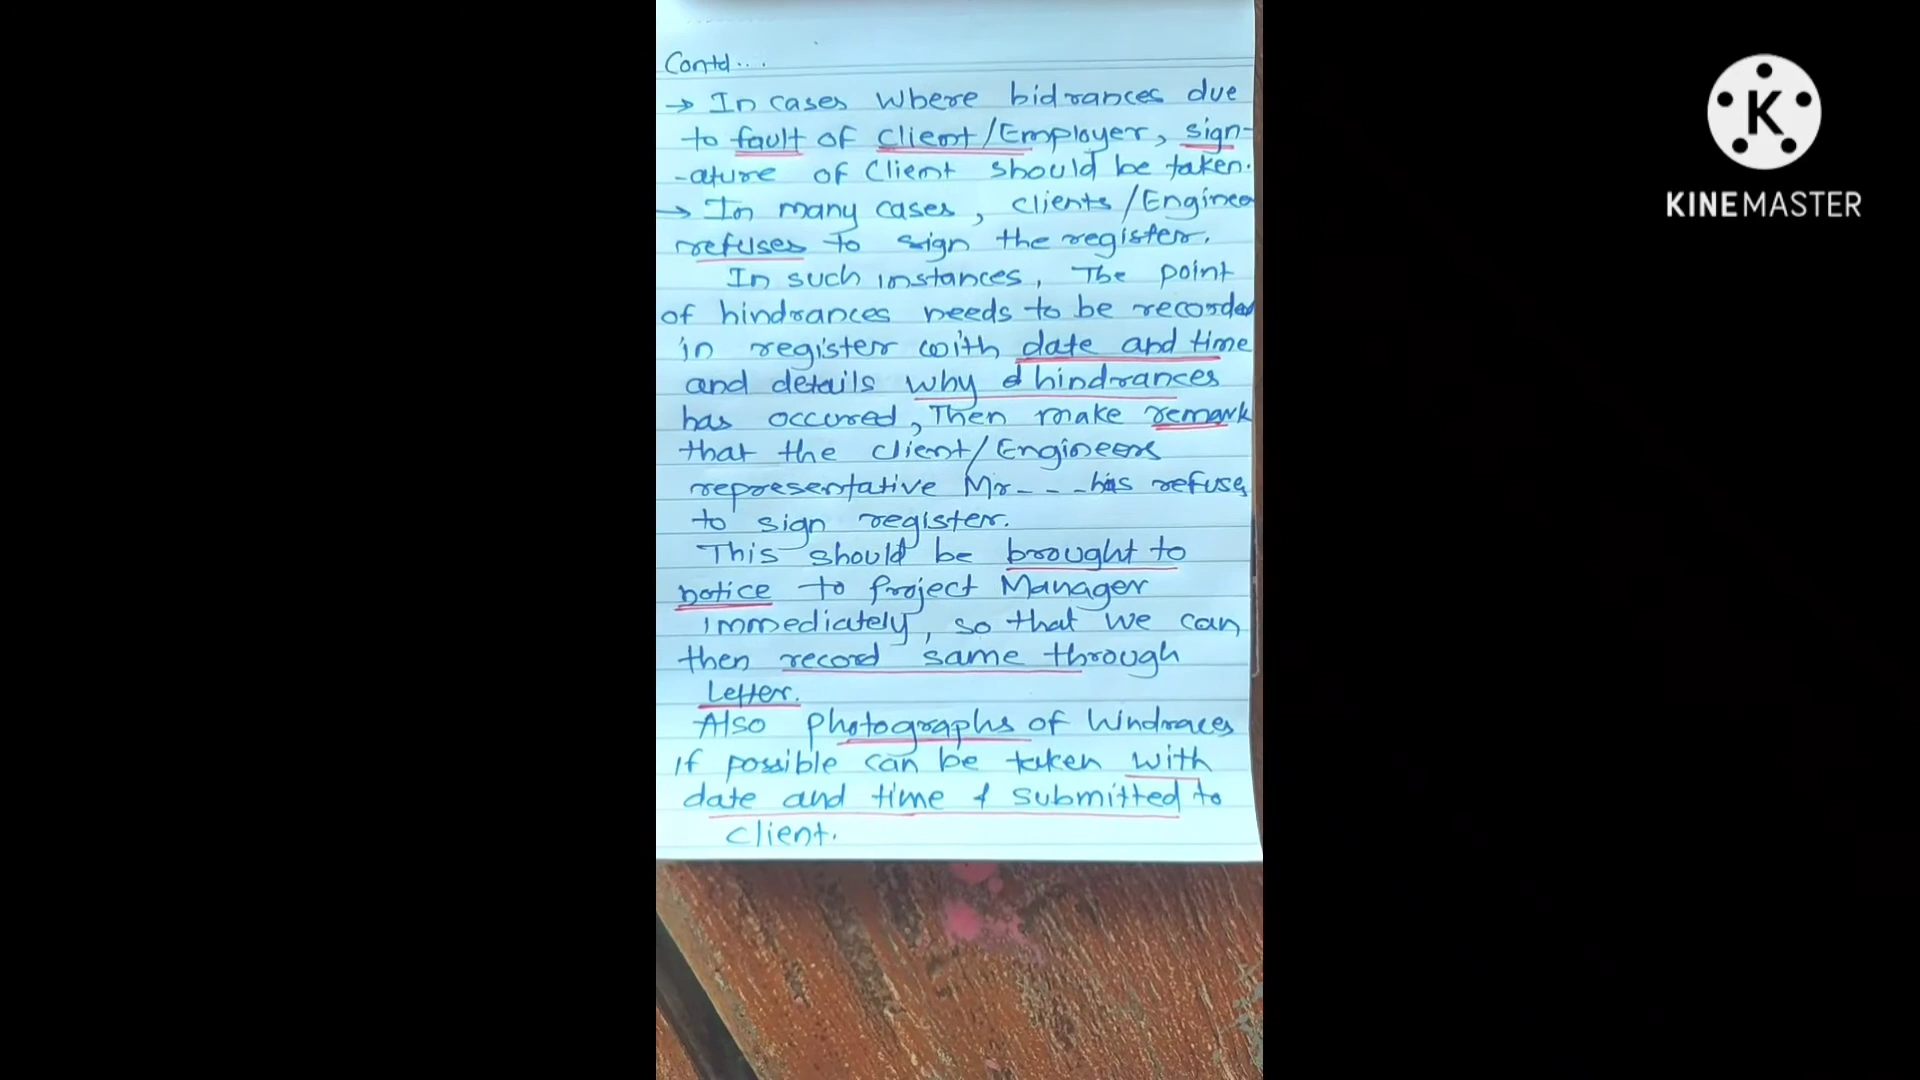 Contd...
→ In cases where bidrances due
to fault of client/Employer, sign-
-ature of Client should be taken.
→ In many cases, clients/Enginee
refuses to sign the register.
In such instances, The point
of hindrances needs to be recorded
in register with date and time
and details why hindrances
has occured, Then make remark
that the client/Engineers
representative Mr--- has refuse
to sign register.
This should be brought to
notice to Project Manager
immediately, so that we can
then record same through
Letter.
Also photographs of hindraces
if possible can be taken with
date and time & submitted to
client.
KINEMASTER